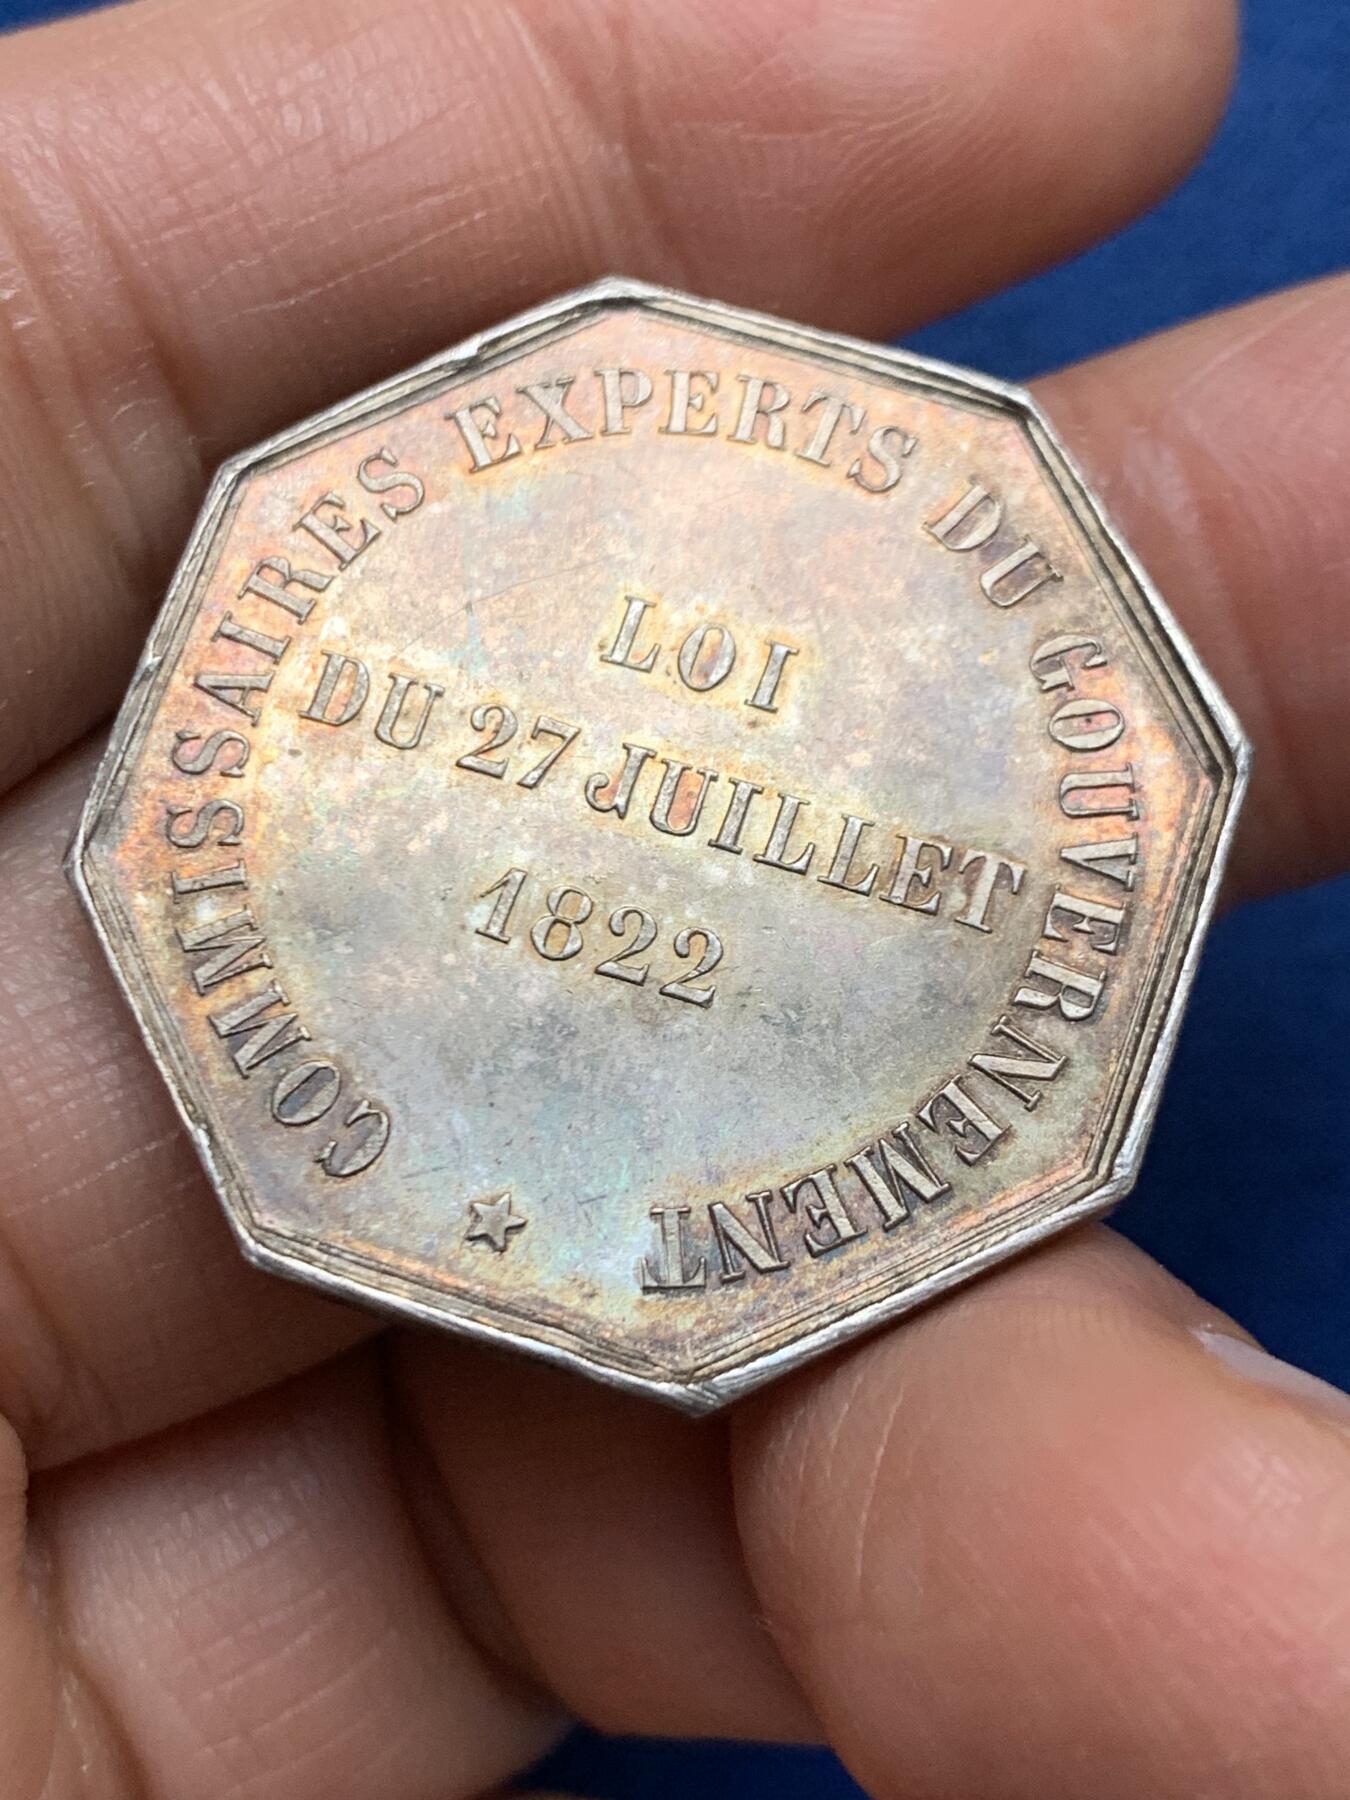 COMMISSAIRES EXPERTS DU GOUVERNEMENT
LOI
DU 27 JUILLET
1822